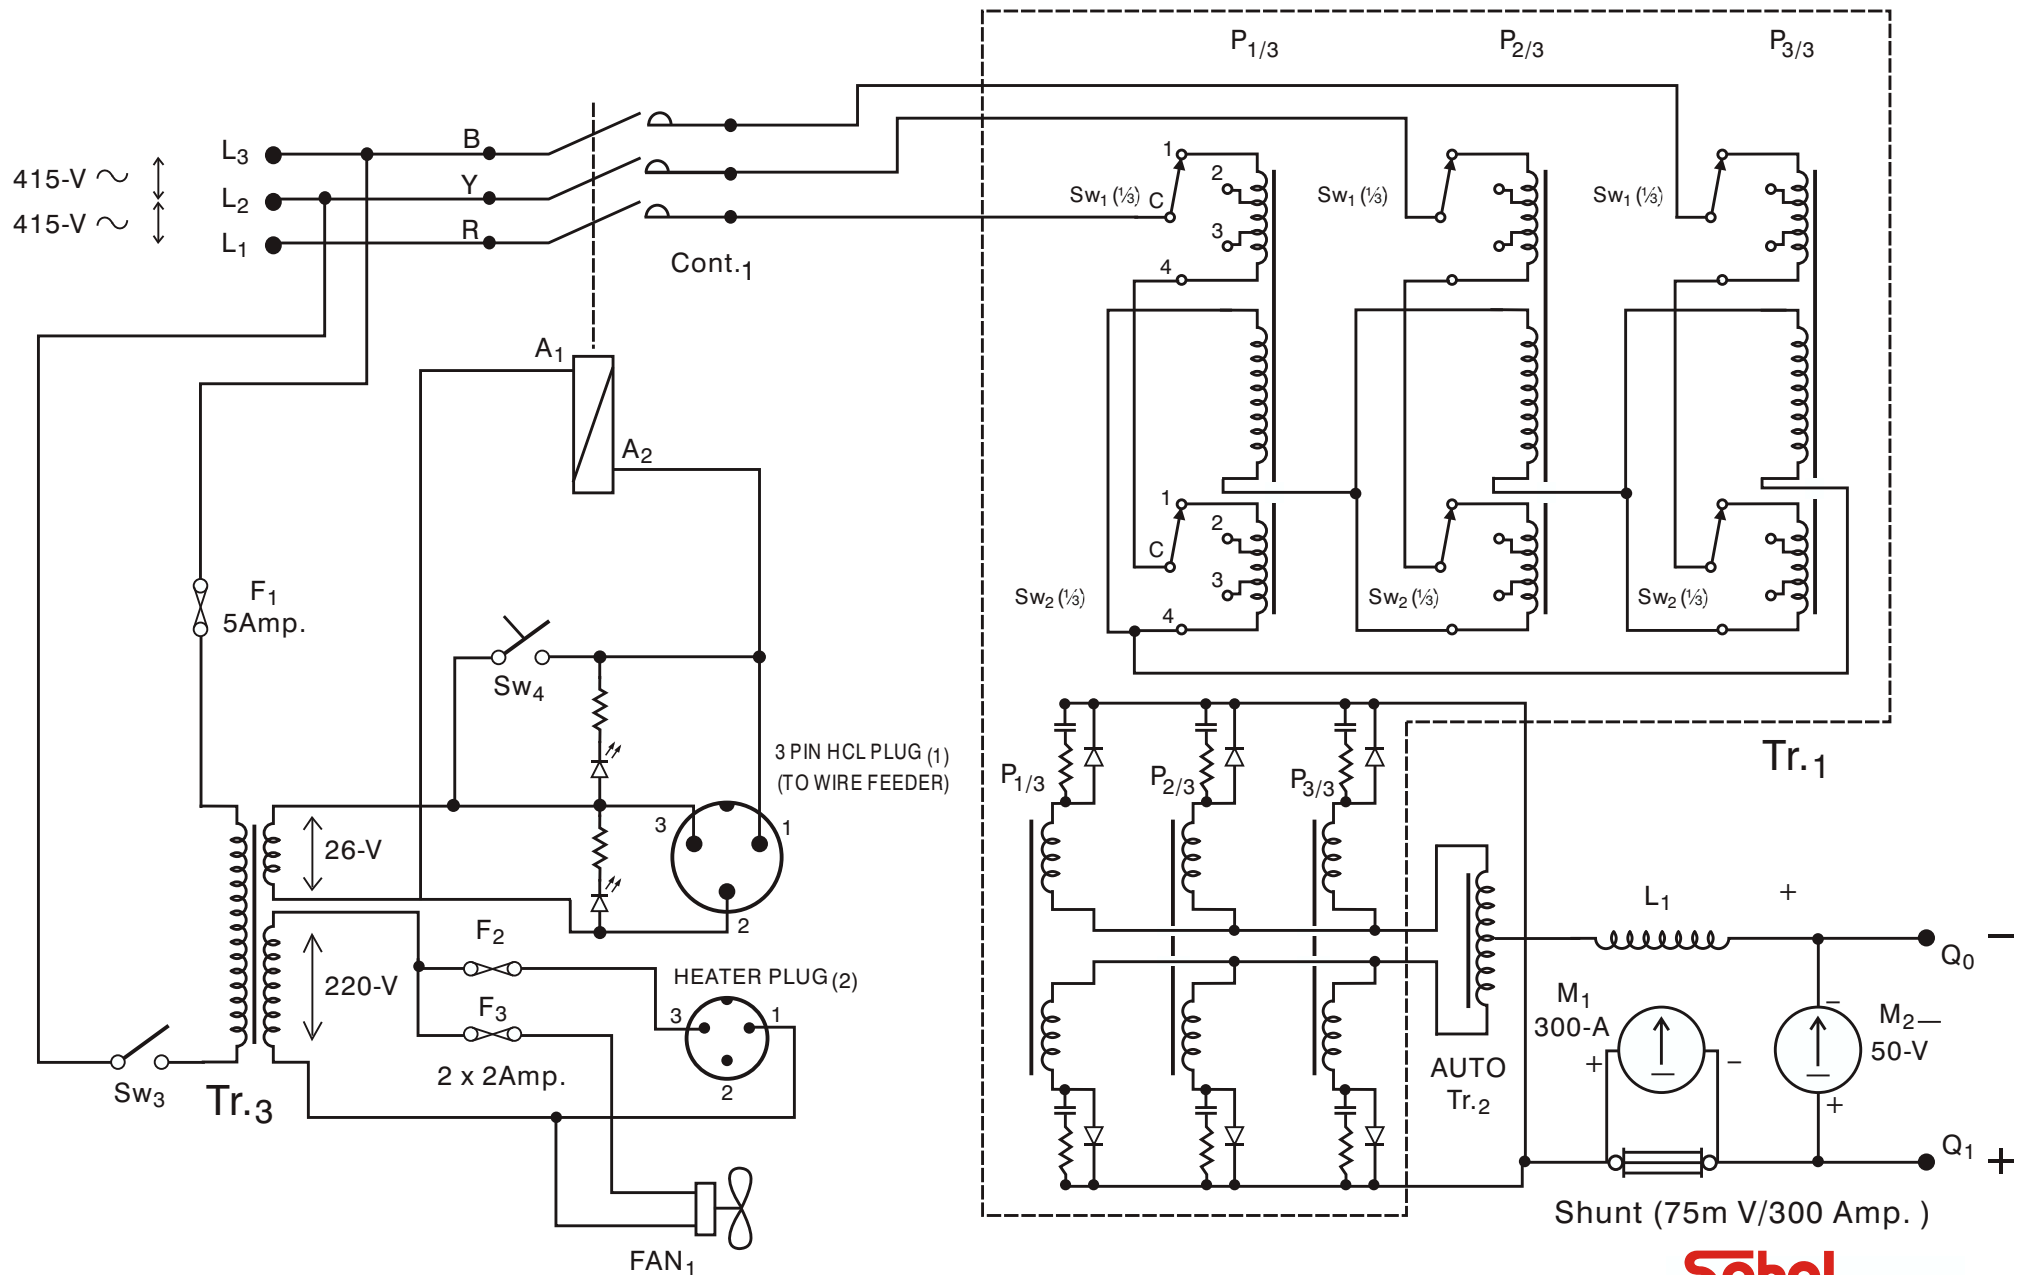 P1/3 P2/3 P3/3
L3 B
415-V ∼
L2 Y
415-V ∼
L1 R
Cont.1
1 2 Sw1 (⅓) C 3 4
Sw1 (⅓)
Sw1 (⅓)
A1
A2
1 2 C 3 4
Sw2 (⅓)
Sw2 (⅓)
Sw2 (⅓)
F1
5Amp.
Sw4
3 PIN HCL PLUG (1)
(TO WIRE FEEDER)
3 1
2
26-V
220-V
F2
F3
2 x 2Amp.
HEATER PLUG (2)
3 1
2
Sw3
Tr.3
FAN1
P1/3 P2/3 P3/3
Tr.1
AUTO
Tr.2
L1 +
Q0 −
M1
300-A
+ −
− M2
50-V
+
Q1 +
Shunt (75m V/300 Amp. )